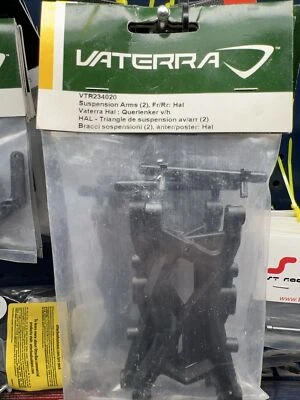 VATERRA
VTR234020
Suspension Arms (2), Fr/Rr: Hal
Vaterra Hal : Querlenker v/h
HAL - Triangle de suspension av/arr (2)
Bracci sospensioni (2), anter/poster: Hal